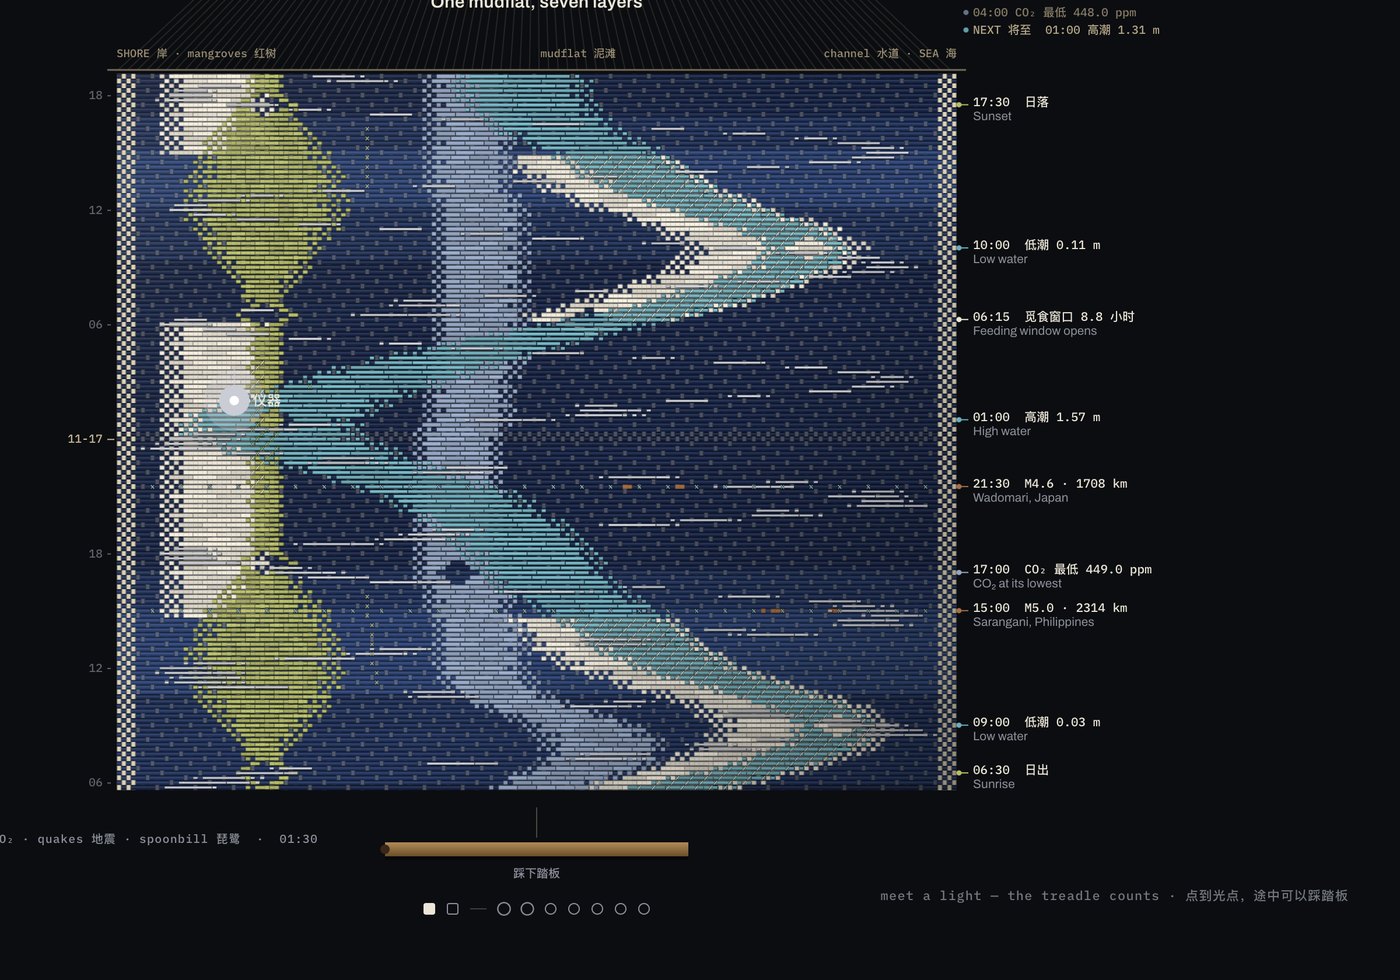 One mudflat, seven layers
04:00 CO₂ 最低 448.0 ppm
NEXT 将至 01:00 高潮 1.31 m
SHORE 岸 · mangroves 红树
mudflat 泥滩
channel 水道 · SEA 海
18
17:30 日落
Sunset
12
10:00 低潮 0.11 m
Low water
06
06:15 觅食窗口 8.8 小时
Feeding window opens
仪器
01:00 高潮 1.57 m
High water
11-17
21:30 M4.6 · 1708 km
Wadomari, Japan
18
17:00 CO₂ 最低 449.0 ppm
CO₂ at its lowest
15:00 M5.0 · 2314 km
Sarangani, Philippines
12
09:00 低潮 0.03 m
Low water
06
06:30 日出
Sunrise
O₂ · quakes 地震 · spoonbill 琵鹭 · 01:30
踩下踏板
meet a light — the treadle counts · 点到光点，途中可以踩踏板